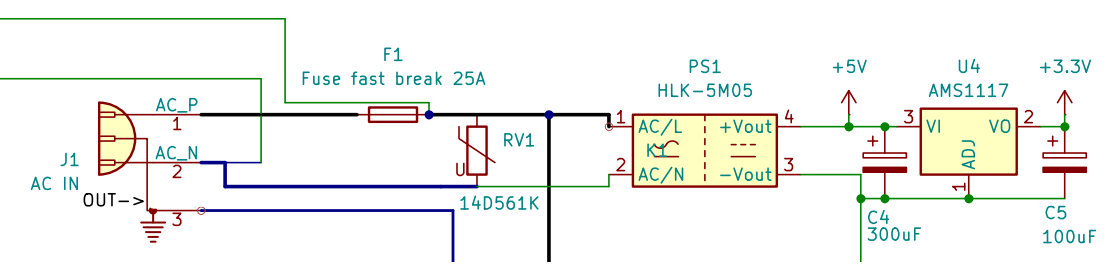 F1
Fuse fast break 25A
PS1
HLK-5M05
+5V
U4
AMS1117
+3.3V
AC_P
1
J1
AC IN
AC_N
2
OUT->
3
RV1
U
14D561K
1
AC/L
+Vout
4
K1
2
AC/N
-Vout
3
3
VI
VO
2
ADJ
1
+
C4
300uF
+
C5
100uF